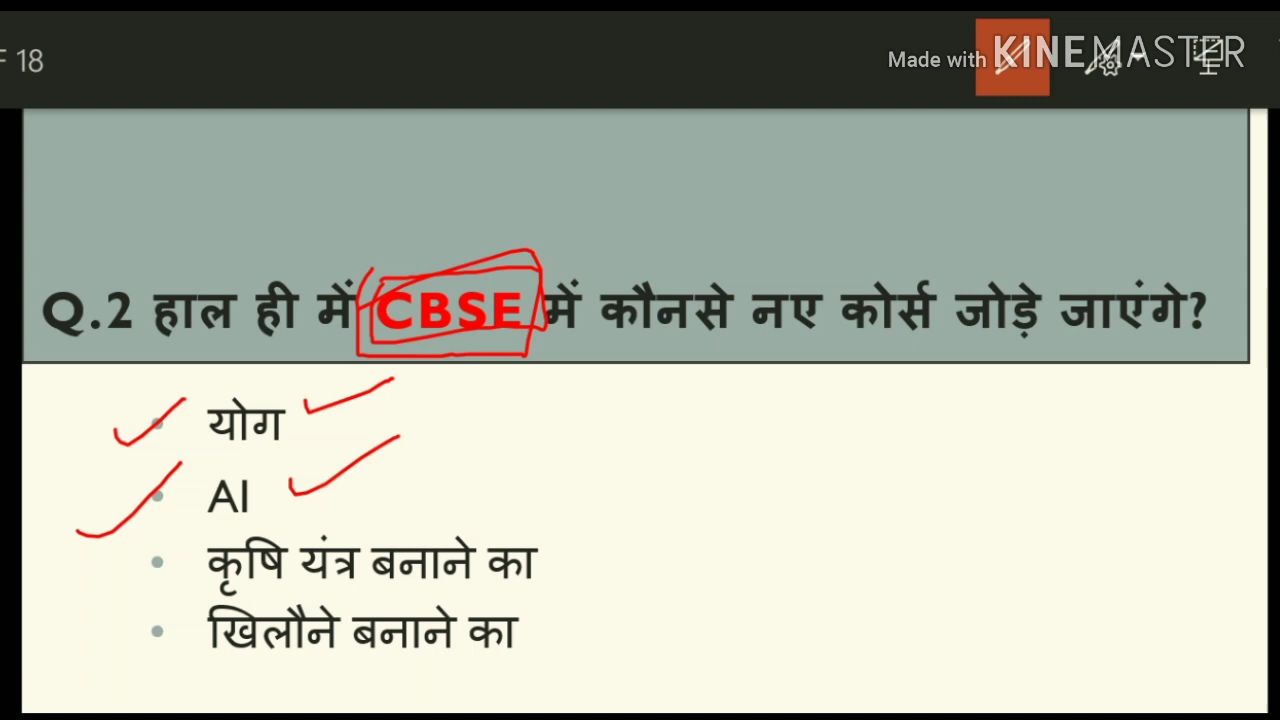 F 18
Made with KINEMASTER
Q.2 हाल ही में CBSE में कौनसे नए कोर्स जोड़े जाएंगे?
• योग
• AI
• कृषि यंत्र बनाने का
• खिलौने बनाने का